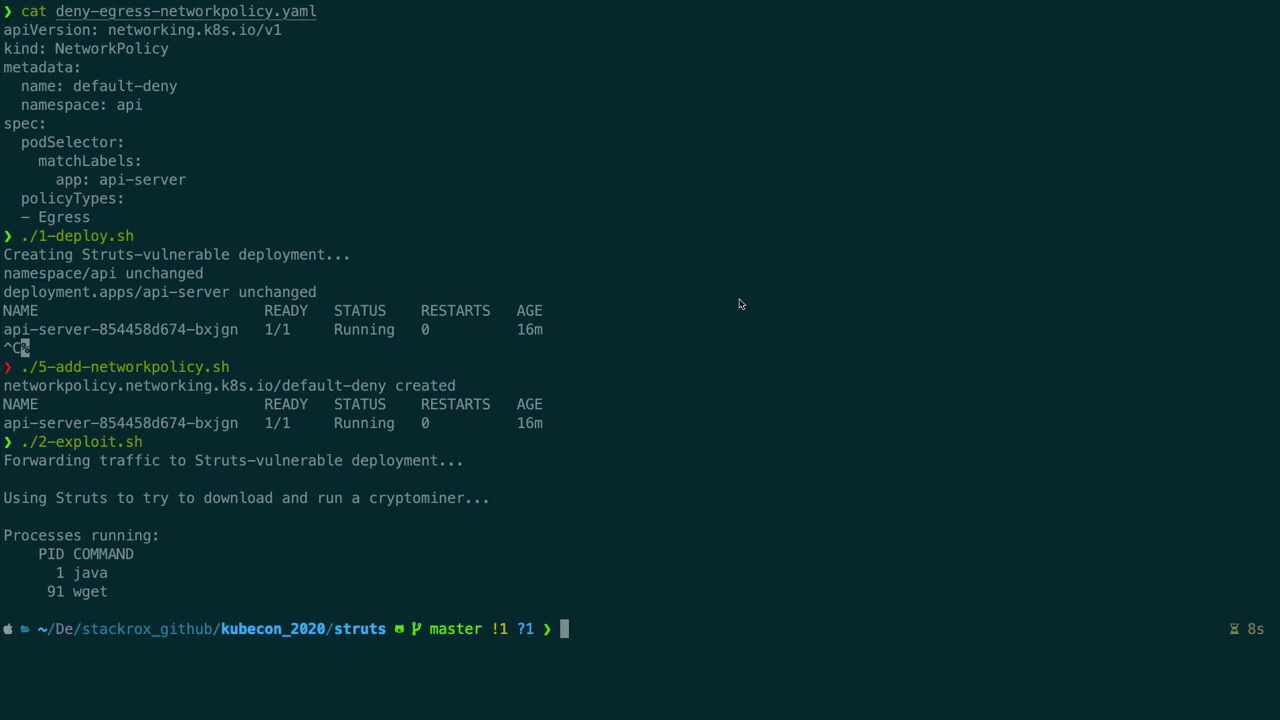 ❯ cat deny-egress-networkpolicy.yaml
apiVersion: networking.k8s.io/v1
kind: NetworkPolicy
metadata:
  name: default-deny
  namespace: api
spec:
  podSelector:
    matchLabels:
      app: api-server
  policyTypes:
  - Egress
❯ ./1-deploy.sh
Creating Struts-vulnerable deployment...
namespace/api unchanged
deployment.apps/api-server unchanged
NAME                          READY   STATUS    RESTARTS   AGE
api-server-854458d674-bxjgn   1/1     Running   0          16m
^C%
❯ ./5-add-networkpolicy.sh
networkpolicy.networking.k8s.io/default-deny created
NAME                          READY   STATUS    RESTARTS   AGE
api-server-854458d674-bxjgn   1/1     Running   0          16m
❯ ./2-exploit.sh
Forwarding traffic to Struts-vulnerable deployment...
Using Struts to try to download and run a cryptominer...
Processes running:
    PID COMMAND
      1 java
     91 wget
~/De/stackrox_github/kubecon_2020/struts master !1 ?1 ❯ 8s